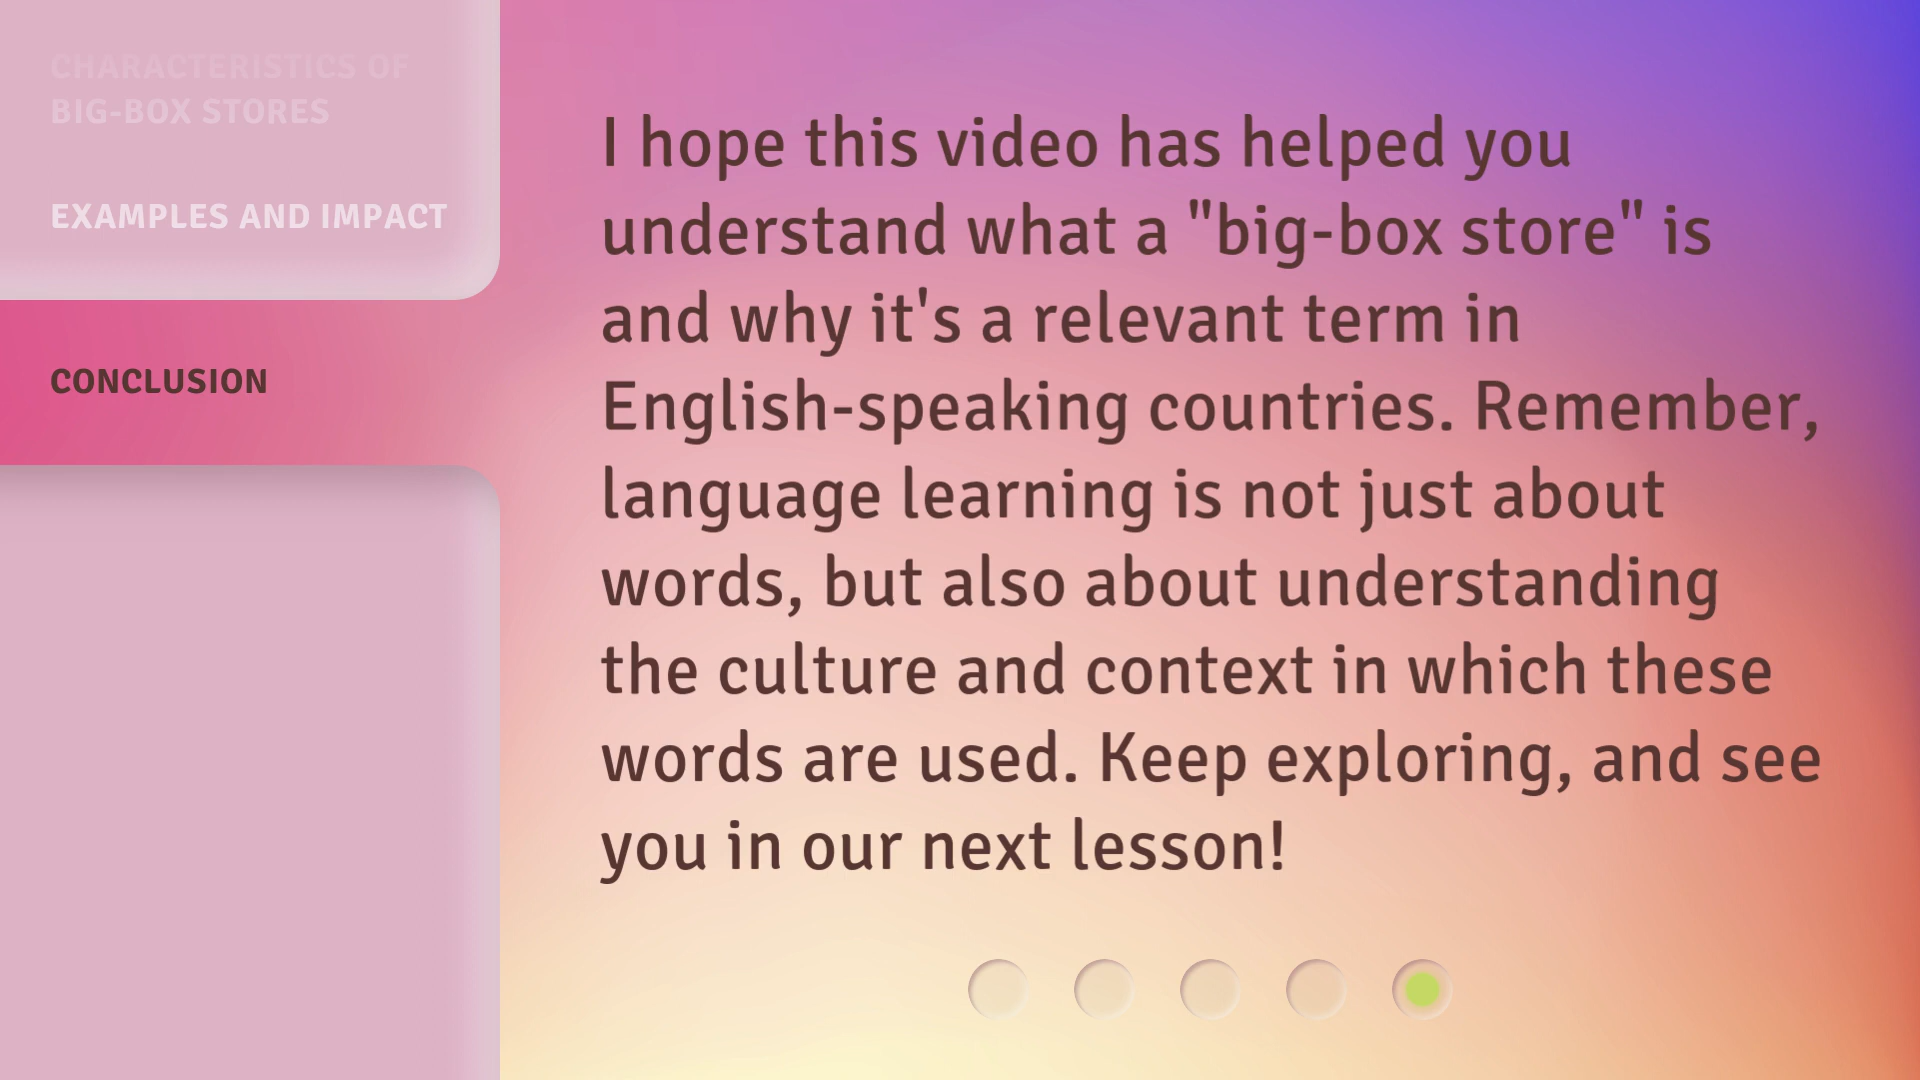 CHARACTERISTICS OF
BIG-BOX STORES
EXAMPLES AND IMPACT
CONCLUSION
I hope this video has helped you
understand what a "big-box store" is
and why it's a relevant term in
English-speaking countries. Remember,
language learning is not just about
words, but also about understanding
the culture and context in which these
words are used. Keep exploring, and see
you in our next lesson!